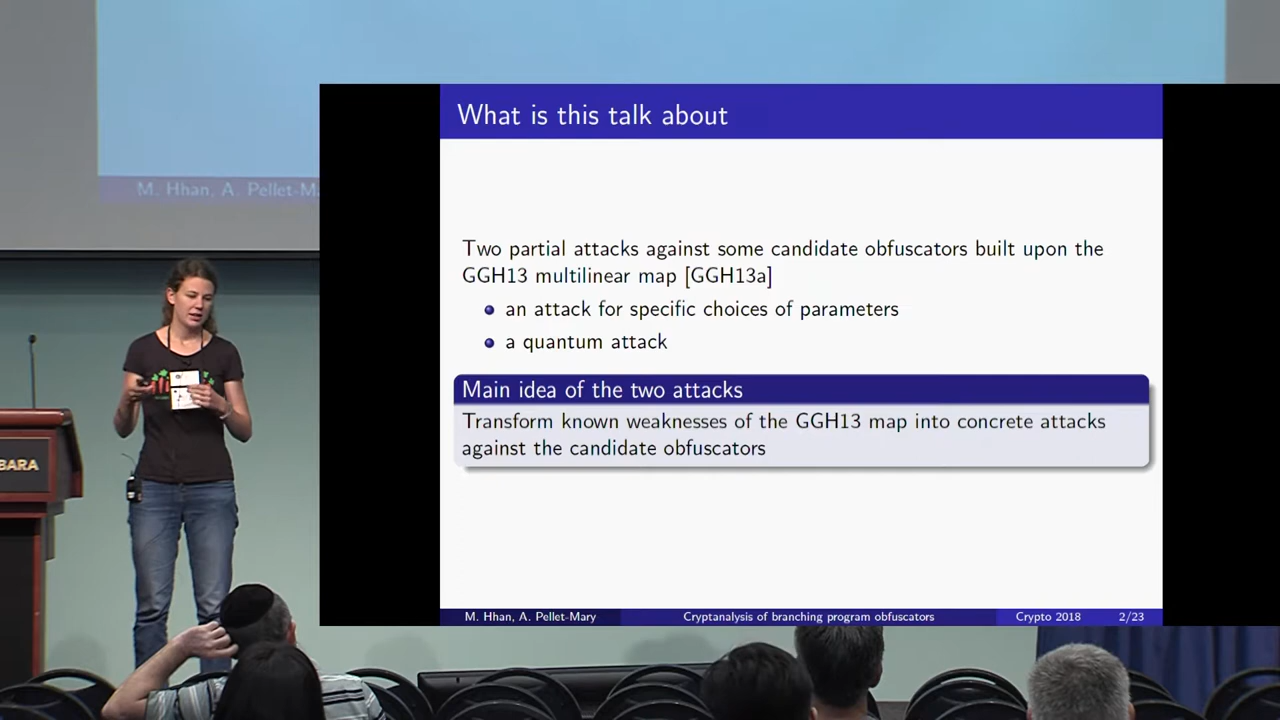 What is this talk about
M. Hhan, A. Pellet-M
Two partial attacks against some candidate obfuscators built upon the
GGH13 multilinear map [GGH13a]
an attack for specific choices of parameters
a quantum attack
Main idea of the two attacks
Transform known weaknesses of the GGH13 map into concrete attacks
against the candidate obfuscators
BARA
M. Hhan, A. Pellet-Mary Cryptanalysis of branching program obfuscators Crypto 2018 2/23